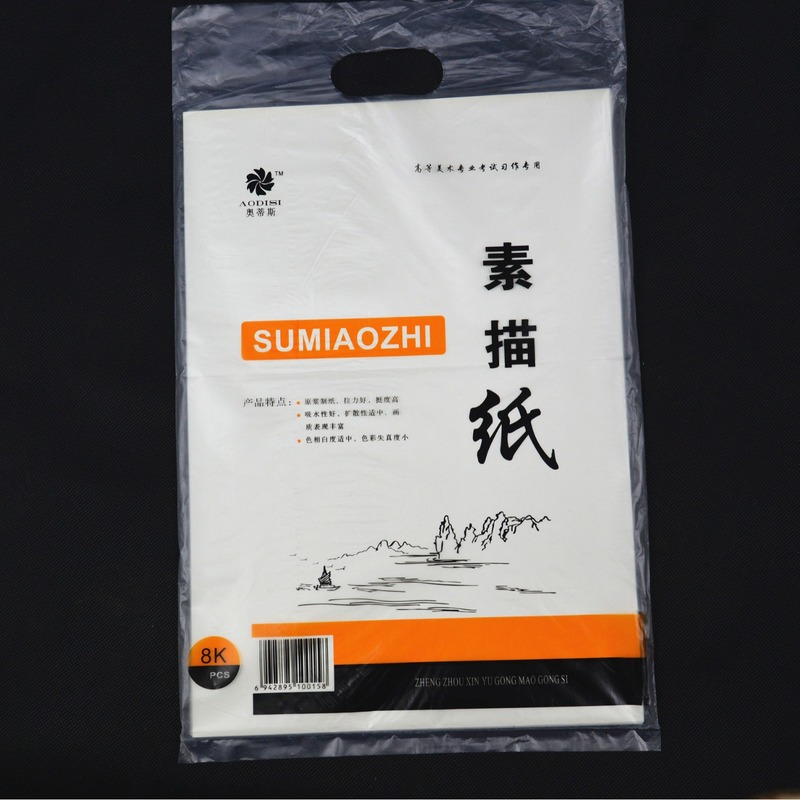 TM
AODISI
奥蒂斯
高等美术专业考试习作专用
素描纸
SUMIAOZHI
产品特点:
原浆制纸、拉力好、挺度高
吸水性好、扩散性适中、画
质表现丰富
色相白度适中、色彩失真度小
8K
PCS
6 942895 100158
ZHENG ZHOU XIN YU GONG MAO GONG SI